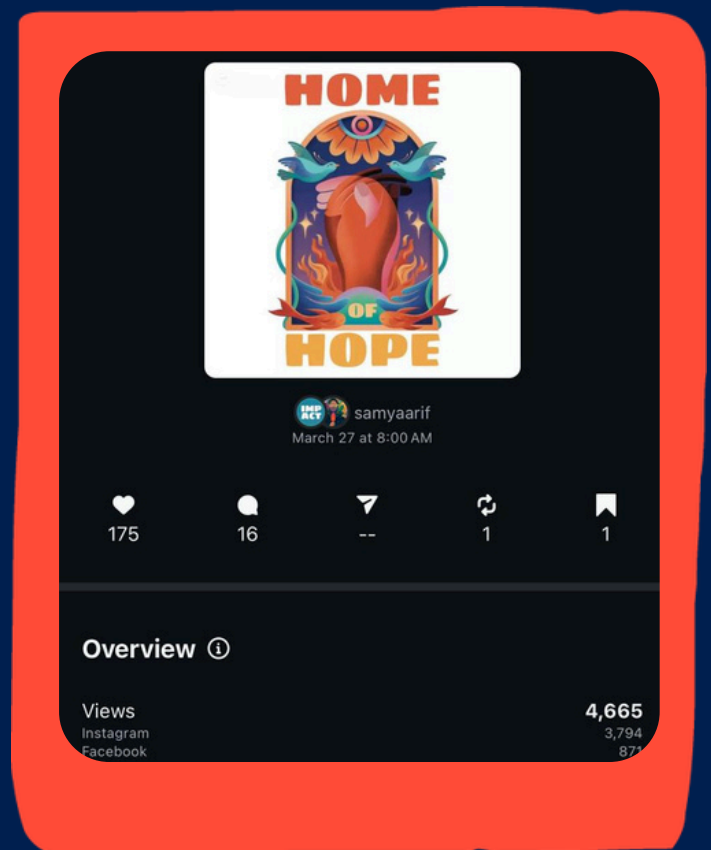 HOME
OF
HOPE
IMP
ACT
samyaarif
March 27 at 8:00 AM
175 16 -- 1 1
Overview
Views 4,665
Instagram 3,794
Facebook 871